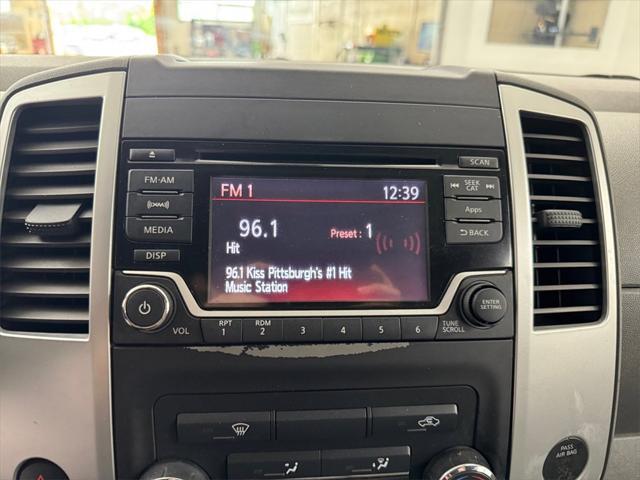 SCAN
FM·AM
FM 1
12:39
SEEK
CAT
((XM))
96.1
Preset : 1
Apps
MEDIA
Hit
BACK
DISP
96.1 Kiss Pittsburgh's #1 Hit
Music Station
ENTER
SETTING
VOL
RPT
1
RDM
2
3
4
5
6
TUNE
SCROLL
PASS
AIR BAG